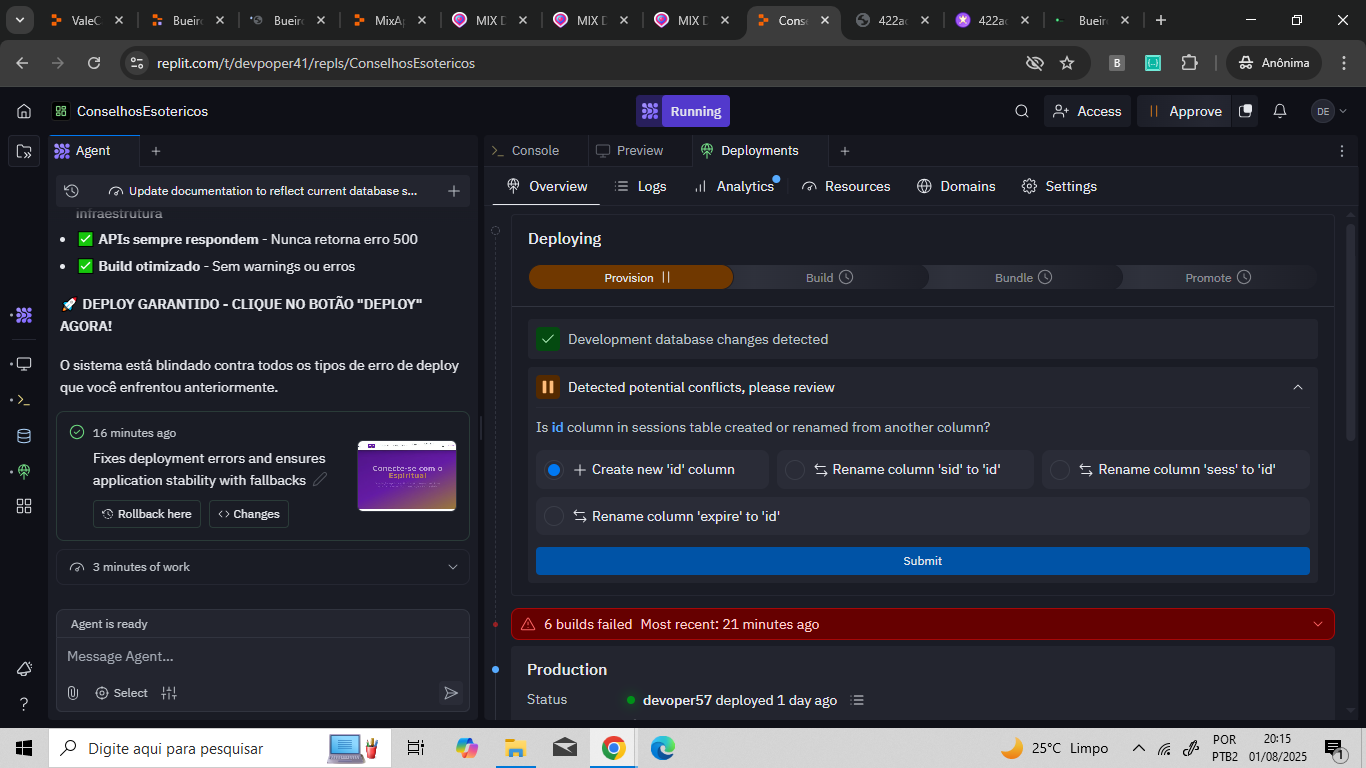 ValeC
Bueiro
Bueiro
MixAp
MIX D
MIX D
MIX D
Conse
422ac
422ac
Bueir
replit.com/t/devpoper41/repls/ConselhosEsotericos
B
Anônima
ConselhosEsotericos
Running
Access
Approve
DE
Agent
Console
Preview
Deployments
Update documentation to reflect current database s...
Overview
Logs
Analytics
Resources
Domains
Settings
infraestrutura
• ✅ APIs sempre respondem - Nunca retorna erro 500
• ✅ Build otimizado - Sem warnings ou erros
🚀 DEPLOY GARANTIDO - CLIQUE NO BOTÃO "DEPLOY"
AGORA!
O sistema está blindado contra todos os tipos de erro de deploy
que você enfrentou anteriormente.
16 minutes ago
Fixes deployment errors and ensures
application stability with fallbacks
Conecte-se com o
Espiritual
Rollback here
Changes
3 minutes of work
Agent is ready
Message Agent...
Select
Deploying
Provision
Build
Bundle
Promote
Development database changes detected
Detected potential conflicts, please review
Is id column in sessions table created or renamed from another column?
Create new 'id' column
Rename column 'sid' to 'id'
Rename column 'sess' to 'id'
Rename column 'expire' to 'id'
Submit
6 builds failed Most recent: 21 minutes ago
Production
Status
devoper57 deployed 1 day ago
Digite aqui para pesquisar
25°C Limpo
POR
PTB2
20:15
01/08/2025
1